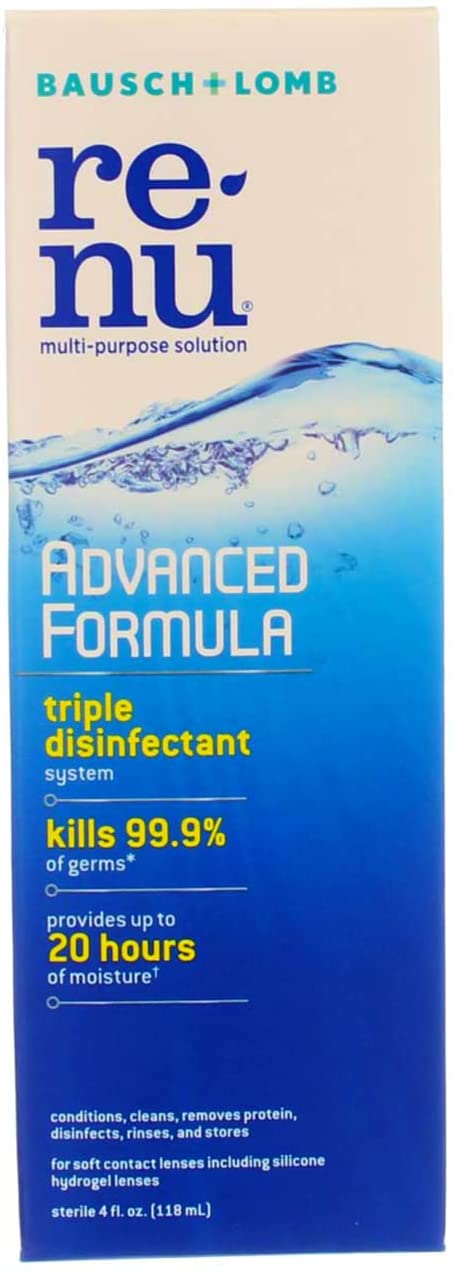 BAUSCH + LOMB
re-
nu®
multi-purpose solution
ADVANCED
FORMULA
triple
disinfectant
system
kills 99.9%
of germs*
provides up to
20 hours
of moisture†
conditions, cleans, removes protein,
disinfects, rinses, and stores
for soft contact lenses including silicone
hydrogel lenses
sterile 4 fl. oz. (118 mL)